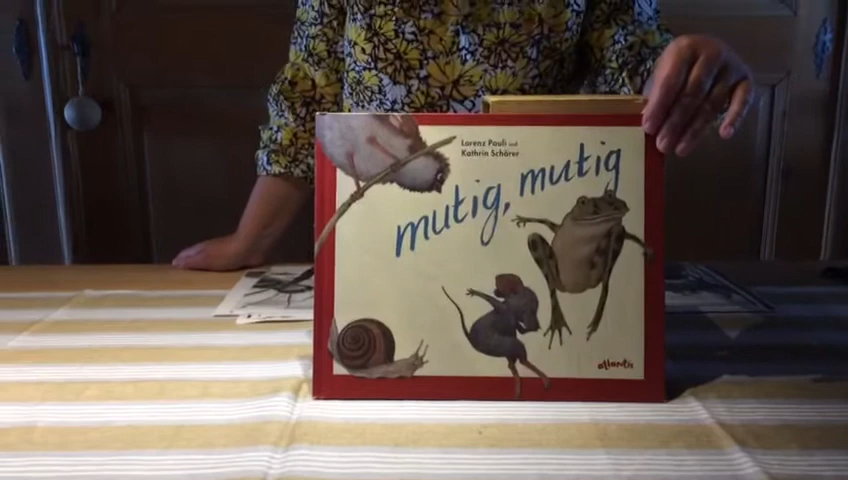 Lorenz Pauli und
Kathrin Schärer
mutig, mutig
atlantis